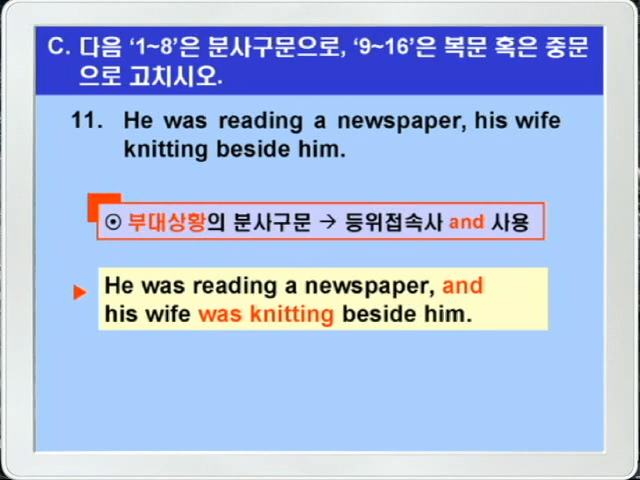 C. 다음 ‘1~8’은 분사구문으로, ‘9~16’은 복문 혹은 중문
으로 고치시오.
11. He was reading a newspaper, his wife
knitting beside him.
⊙ 부대상황의 분사구문 → 등위접속사 and 사용
▶ He was reading a newspaper, and
his wife was knitting beside him.